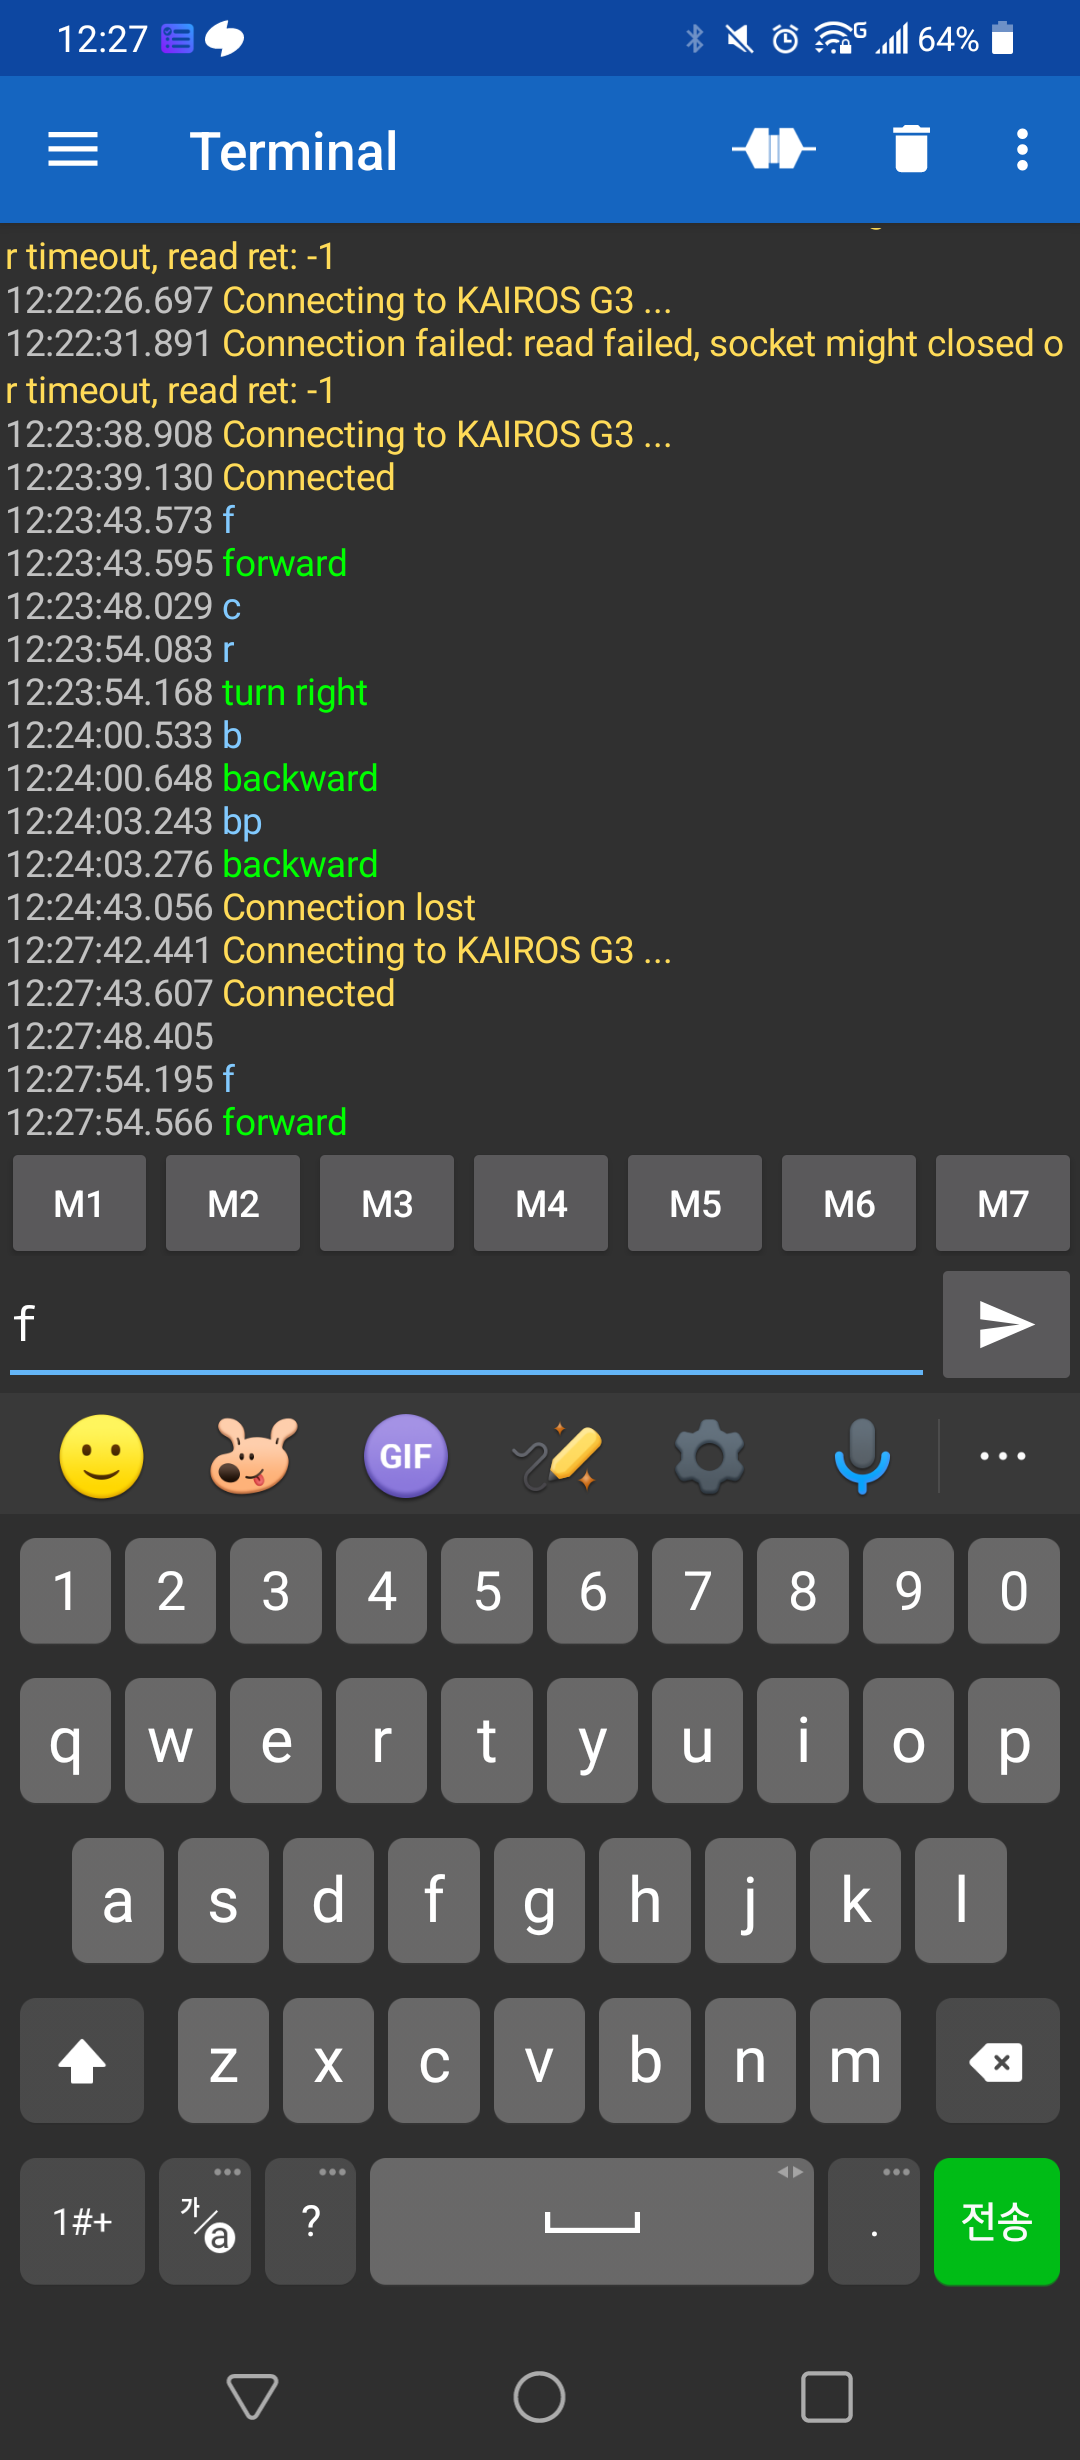 12:27
G
64%
Terminal
r timeout, read ret: -1
12:22:26.697 Connecting to KAIROS G3 ...
12:22:31.891 Connection failed: read failed, socket might closed o
r timeout, read ret: -1
12:23:38.908 Connecting to KAIROS G3 ...
12:23:39.130 Connected
12:23:43.573 f
12:23:43.595 forward
12:23:48.029 c
12:23:54.083 r
12:23:54.168 turn right
12:24:00.533 b
12:24:00.648 backward
12:24:03.243 bp
12:24:03.276 backward
12:24:43.056 Connection lost
12:27:42.441 Connecting to KAIROS G3 ...
12:27:43.607 Connected
12:27:48.405
12:27:54.195 f
12:27:54.566 forward
M1 M2 M3 M4 M5 M6 M7
f
GIF
1 2 3 4 5 6 7 8 9 0
q w e r t y u i o p
a s d f g h j k l
z x c v b n m
1#+ 가/a ? . 전송